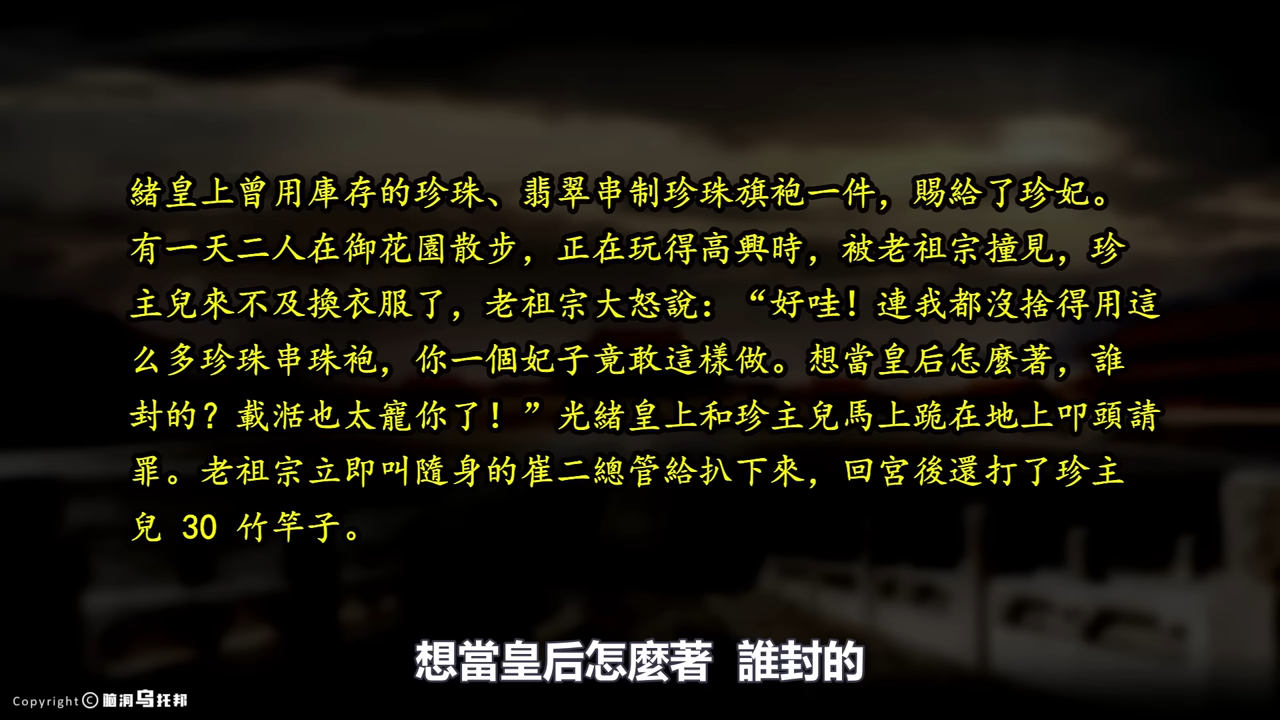 緒皇上曾用庫存的珍珠、翡翠串制珍珠旗袍一件，賜給了珍妃。
有一天二人在御花園散步，正在玩得高興時，被老祖宗撞見，珍
主兒來不及換衣服了，老祖宗大怒說：“好哇！連我都沒捨得用這
么多珍珠串珠袍，你一個妃子竟敢這樣做。想當皇后怎麼著，誰
封的？載湉也太寵你了！”光緒皇上和珍主兒馬上跪在地上叩頭請
罪。老祖宗立即叫隨身的崔二總管給扒下來，回宮後還打了珍主
兒 30 竹竿子。
想當皇后怎麼著 誰封的
Copyright © 脑洞乌托邦